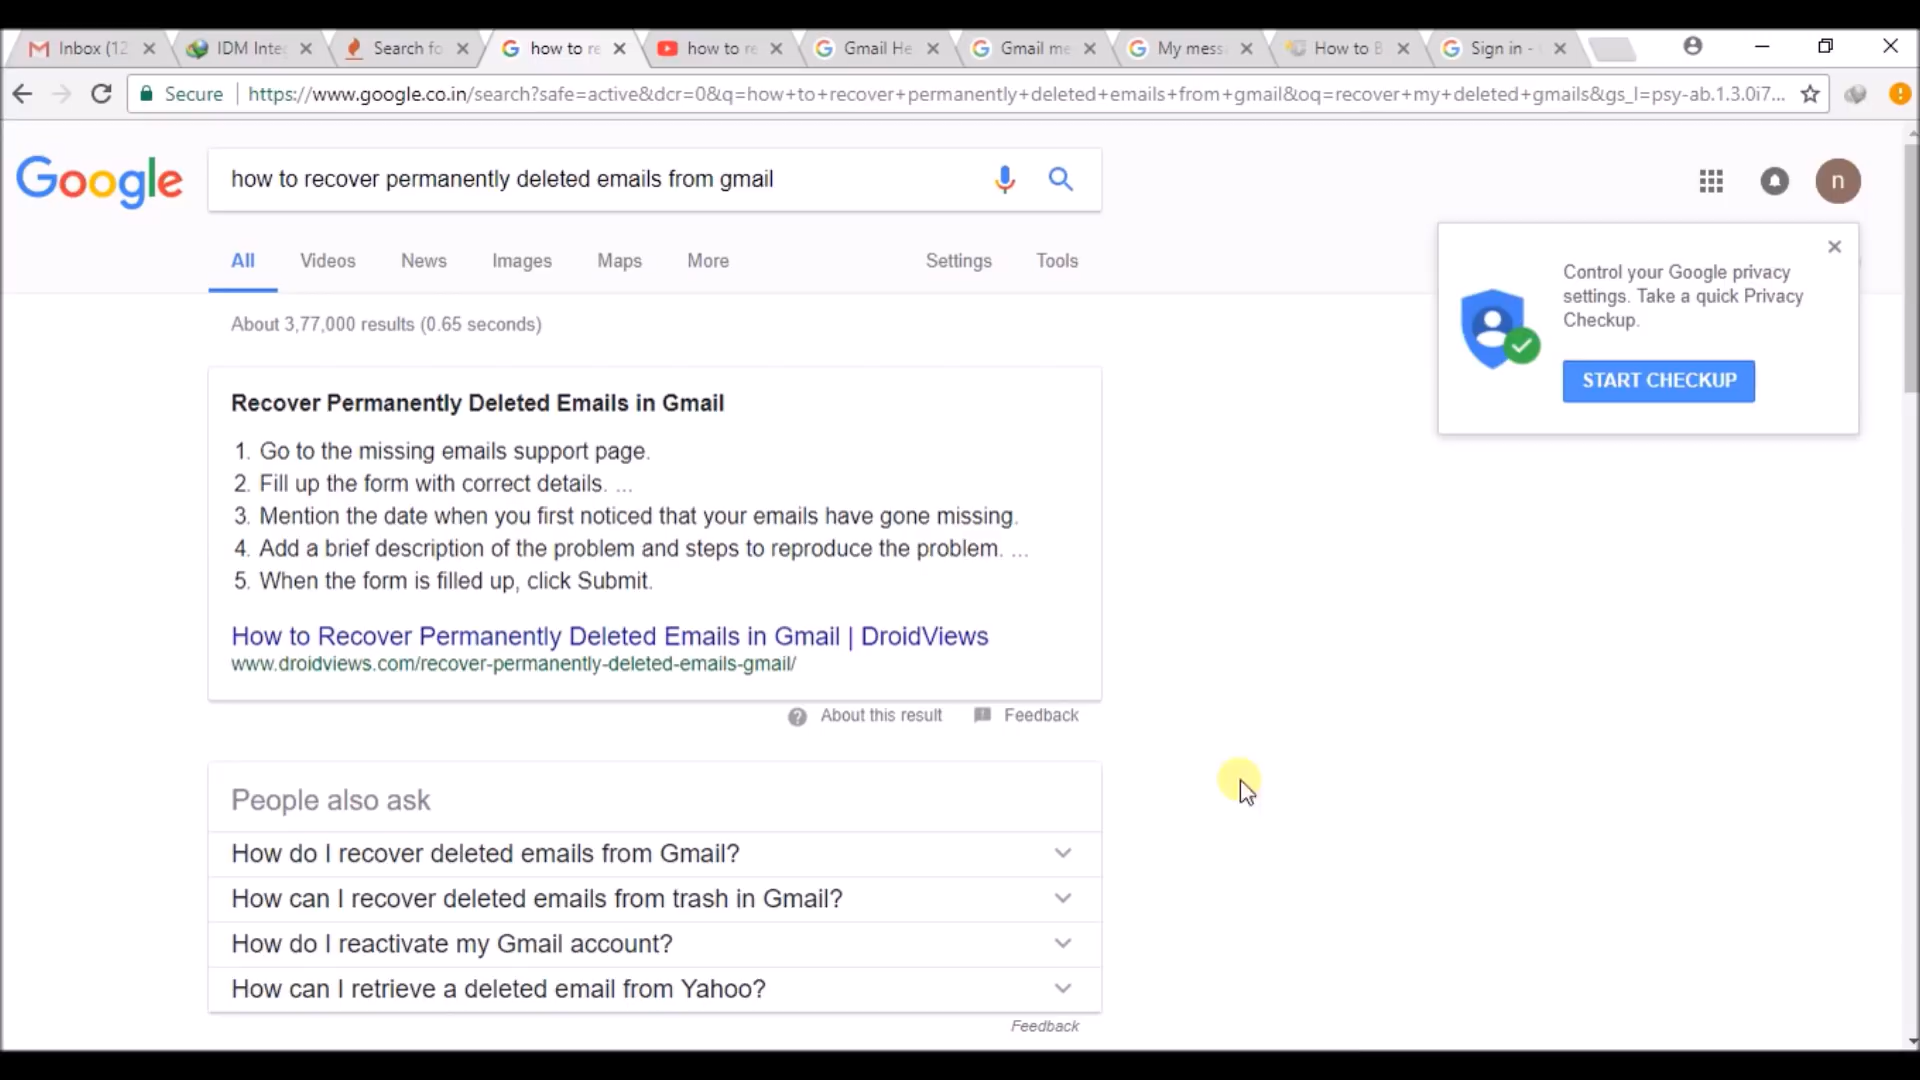 Inbox (12
IDM Inte
Search fo
how to re
how to re
Gmail He
Gmail me
My mess
How to B
Sign in -
Secure
https://www.google.co.in/search?safe=active&dcr=0&q=how+to+recover+permanently+deleted+emails+from+gmail&oq=recover+my+deleted+gmails&gs_l=psy-ab.1.3.0i7...
Google
how to recover permanently deleted emails from gmail
n
All
Videos
News
Images
Maps
More
Settings
Tools
Control your Google privacy
settings. Take a quick Privacy
Checkup.
START CHECKUP
About 3,77,000 results (0.65 seconds)
Recover Permanently Deleted Emails in Gmail
1. Go to the missing emails support page.
2. Fill up the form with correct details. ...
3. Mention the date when you first noticed that your emails have gone missing.
4. Add a brief description of the problem and steps to reproduce the problem. ...
5. When the form is filled up, click Submit.
How to Recover Permanently Deleted Emails in Gmail | DroidViews
www.droidviews.com/recover-permanently-deleted-emails-gmail/
About this result
Feedback
People also ask
How do I recover deleted emails from Gmail?
How can I recover deleted emails from trash in Gmail?
How do I reactivate my Gmail account?
How can I retrieve a deleted email from Yahoo?
Feedback